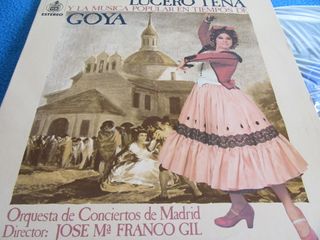 LUCERO TENA
Y LA MUSICA POPULAR EN TIEMPOS DE
GOYA
ESTEREO
Orquesta de Conciertos de Madrid
Director: JOSE Mª FRANCO GIL